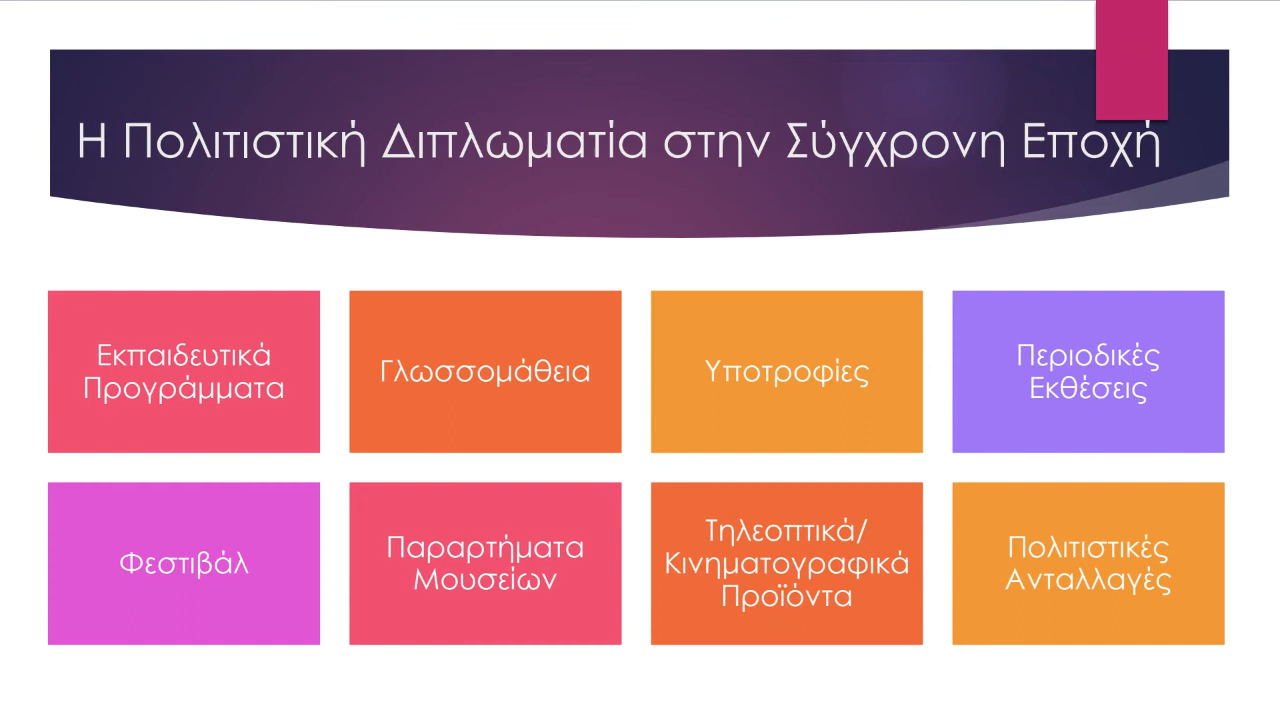 Η Πολιτιστική Διπλωματία στην Σύγχρονη Εποχή
Εκπαιδευτικά
Προγράμματα
Γλωσσομάθεια
Υποτροφίες
Περιοδικές
Εκθέσεις
Φεστιβάλ
Παραρτήματα
Μουσείων
Τηλεοπτικά/
Κινηματογραφικά
Προϊόντα
Πολιτιστικές
Ανταλλαγές